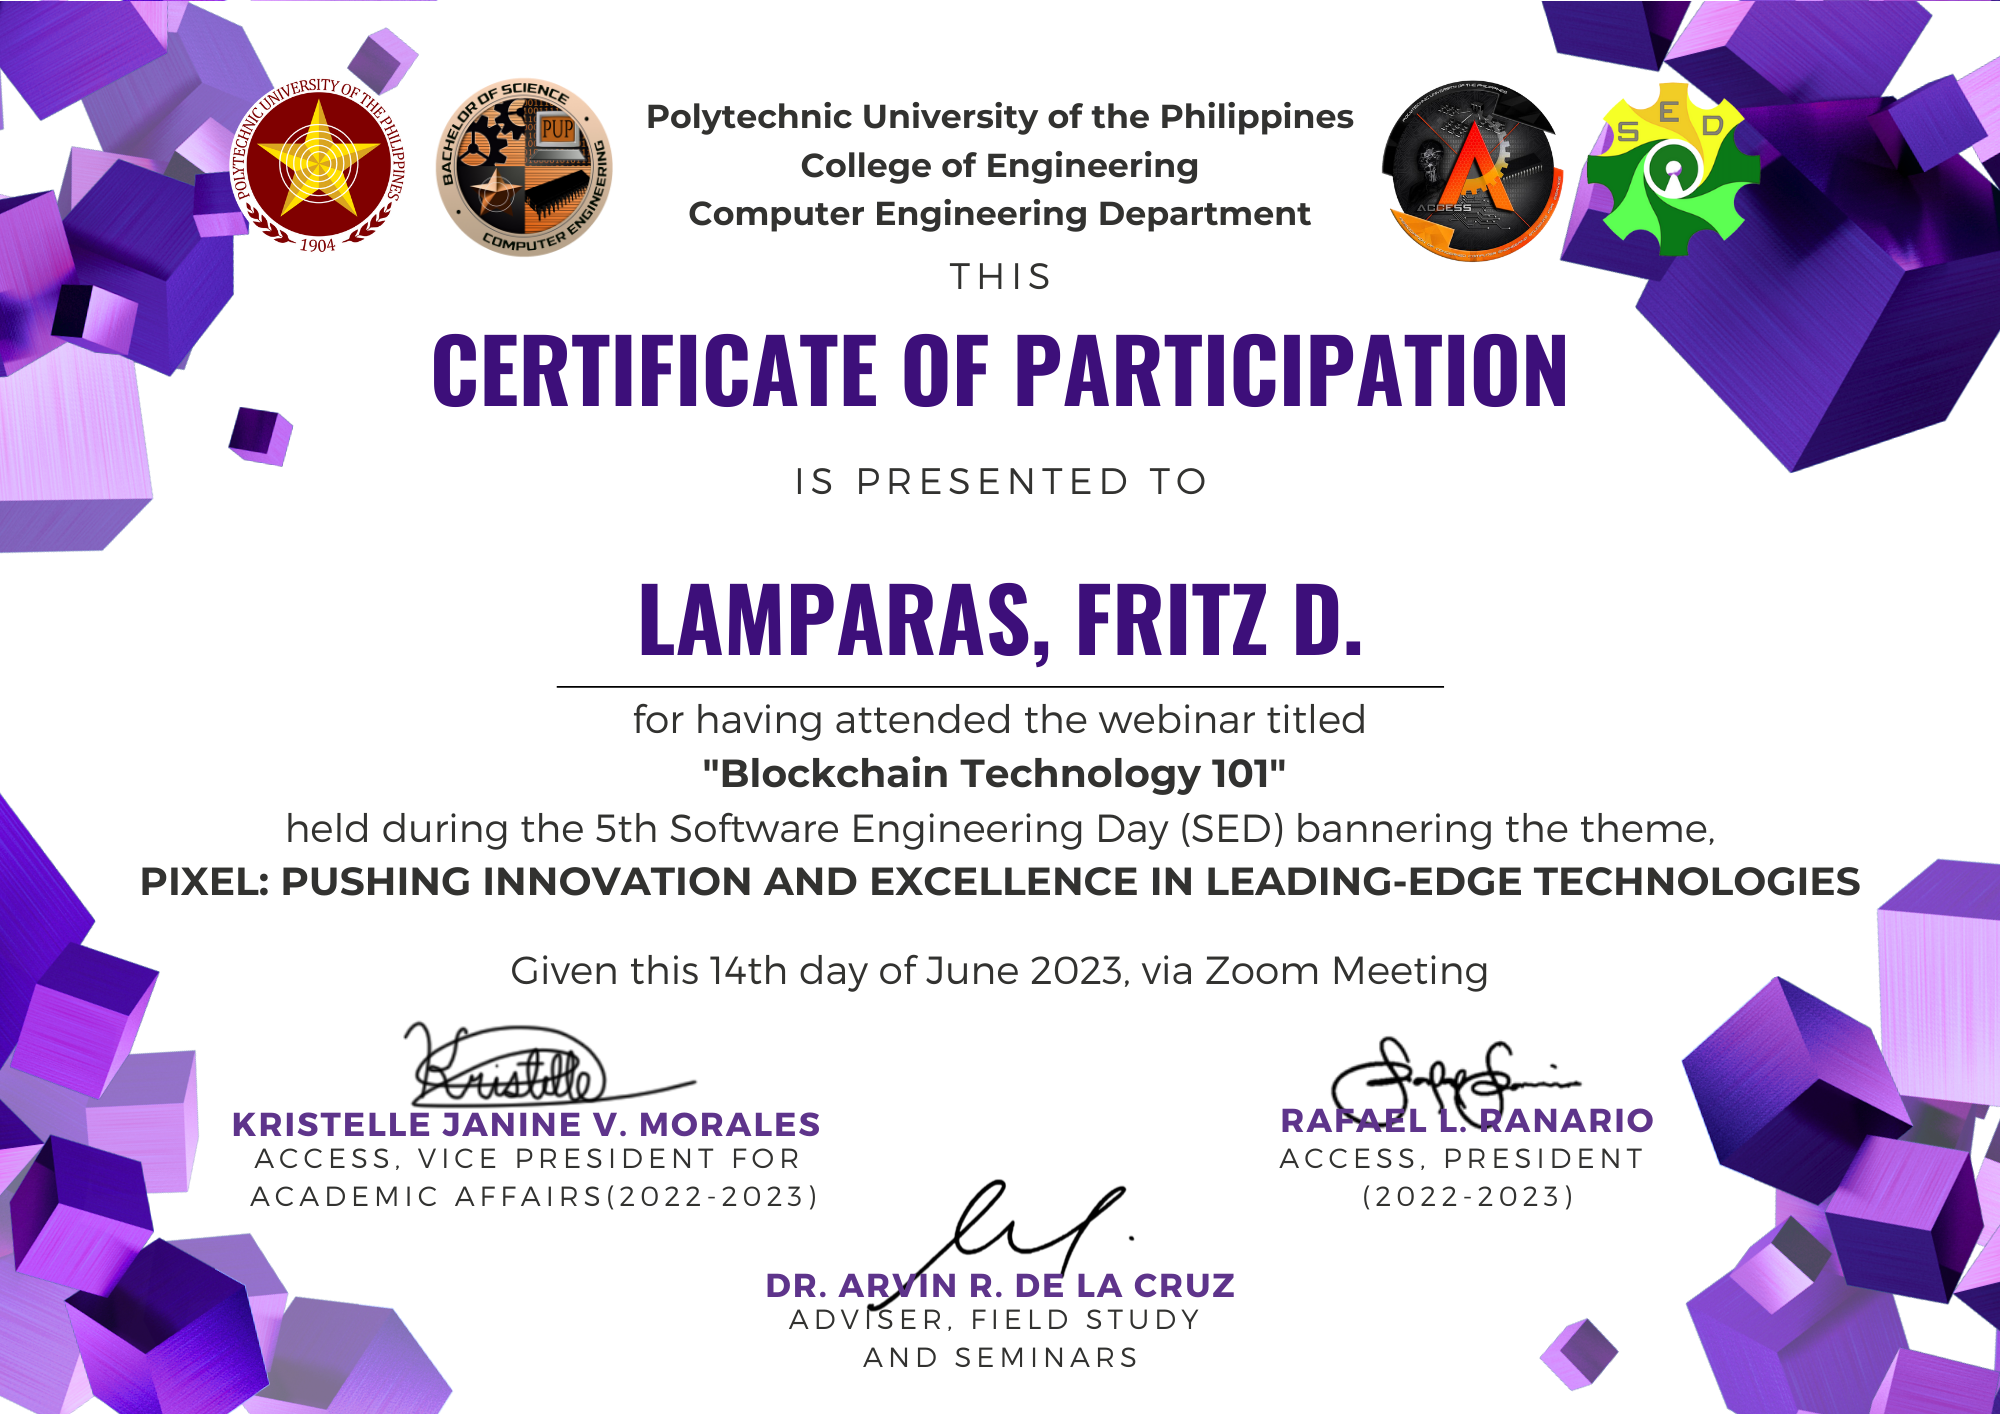 POLYTECHNIC UNIVERSITY OF THE PHILIPPINES
1904
BACHELOR OF SCIENCE
PUP
COMPUTER ENGINEERING
Polytechnic University of the Philippines
College of Engineering
Computer Engineering Department
ACCESS
S E D
THIS
CERTIFICATE OF PARTICIPATION
IS PRESENTED TO
LAMPARAS, FRITZ D.
for having attended the webinar titled
"Blockchain Technology 101"
held during the 5th Software Engineering Day (SED) bannering the theme,
PIXEL: PUSHING INNOVATION AND EXCELLENCE IN LEADING-EDGE TECHNOLOGIES
Given this 14th day of June 2023, via Zoom Meeting
Kristelle
KRISTELLE JANINE V. MORALES
ACCESS, VICE PRESIDENT FOR
ACADEMIC AFFAIRS(2022-2023)
RAFAEL L. RANARIO
ACCESS, PRESIDENT
(2022-2023)
DR. ARVIN R. DE LA CRUZ
ADVISER, FIELD STUDY
AND SEMINARS